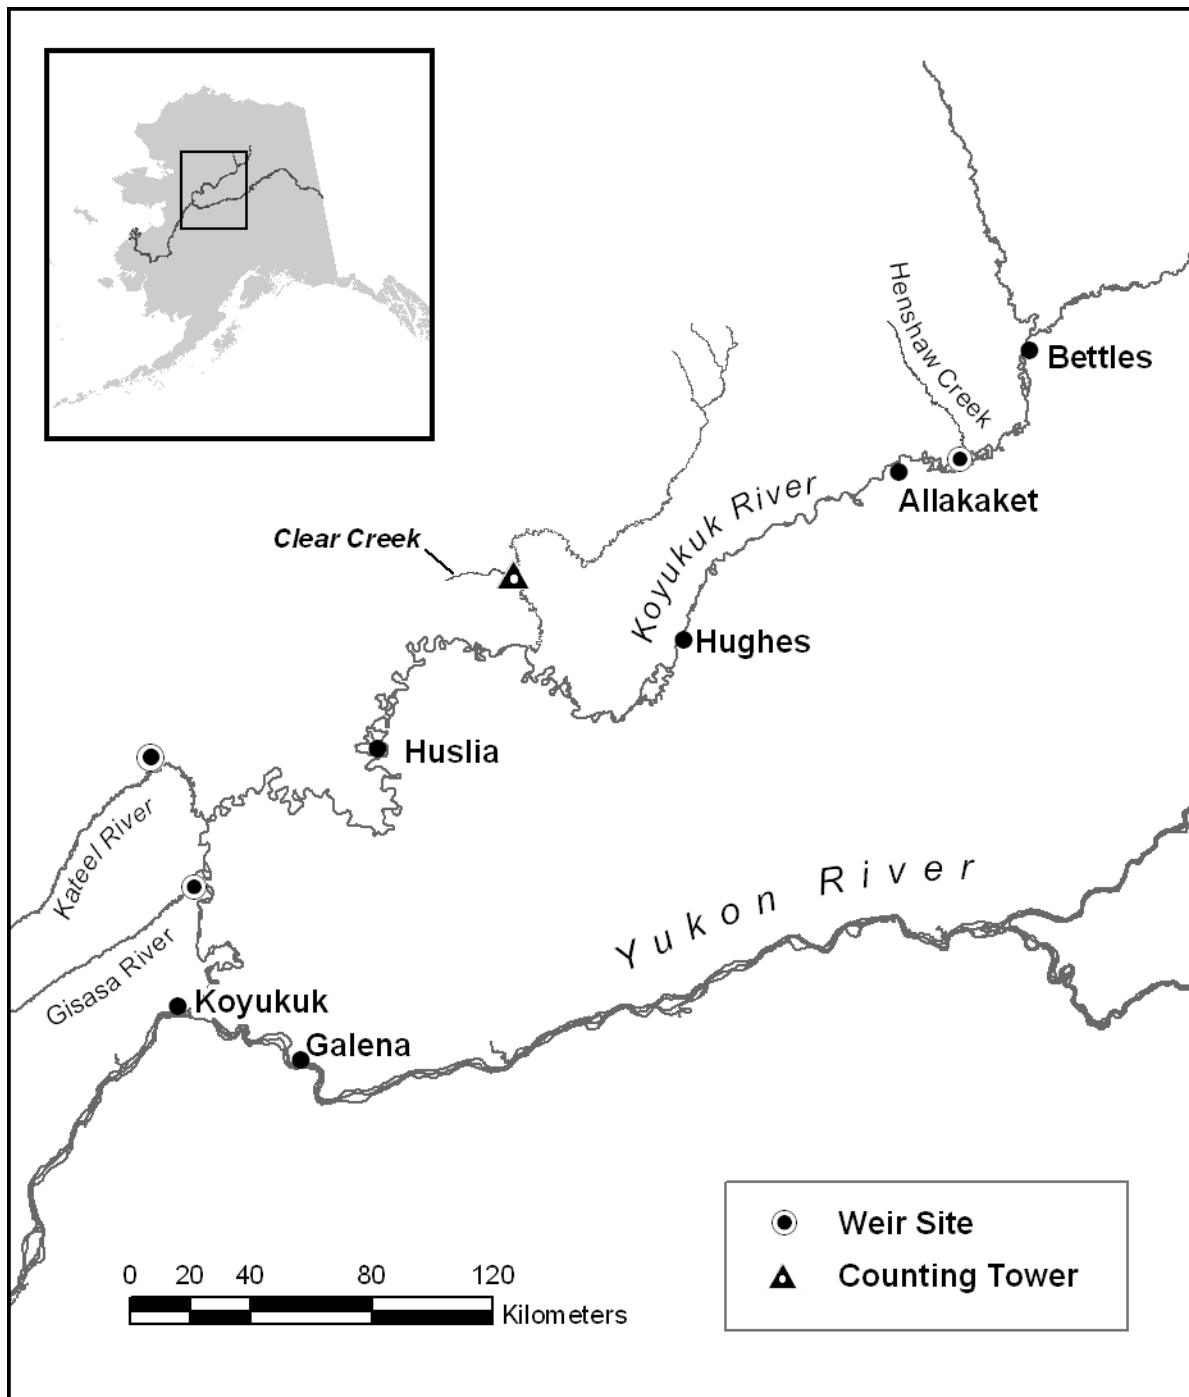 Henshaw Creek
Bettles
Allakaket
Koyukuk River
Clear Creek
Hughes
Huslia
Kateel River
Yukon River
Gisasa River
Koyukuk
Galena
Weir Site
Counting Tower
0 20 40 80 120
Kilometers